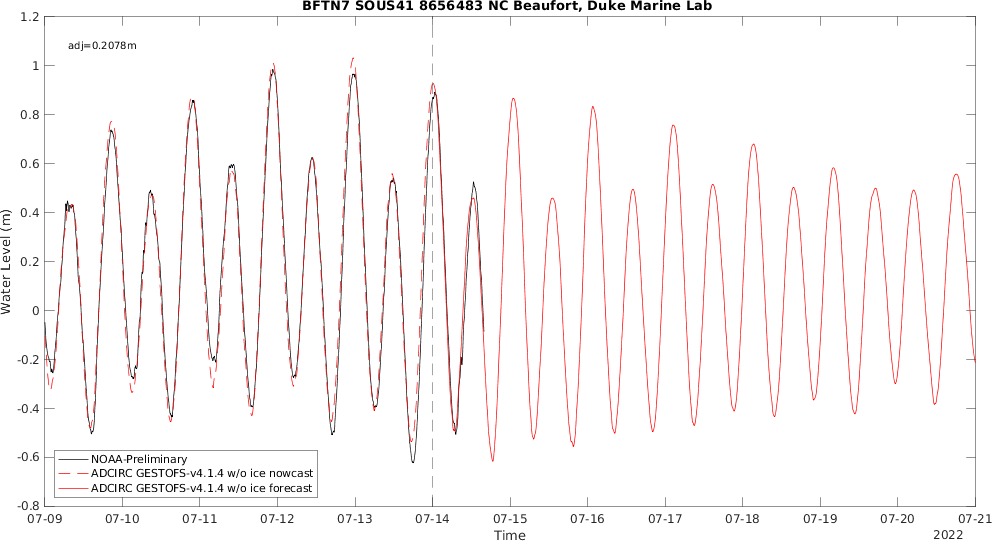 BFTN7 SOUS41 8656483 NC Beaufort, Duke Marine Lab
1.2
adj=0.2078m
1
0.8
0.6
0.4
0.2
0
-0.2
-0.4
-0.6
-0.8
Water Level (m)
NOAA-Preliminary
ADCIRC GESTOFS-v4.1.4 w/o ice nowcast
ADCIRC GESTOFS-v4.1.4 w/o ice forecast
07-09 07-10 07-11 07-12 07-13 07-14 07-15 07-16 07-17 07-18 07-19 07-20 07-21
Time
2022